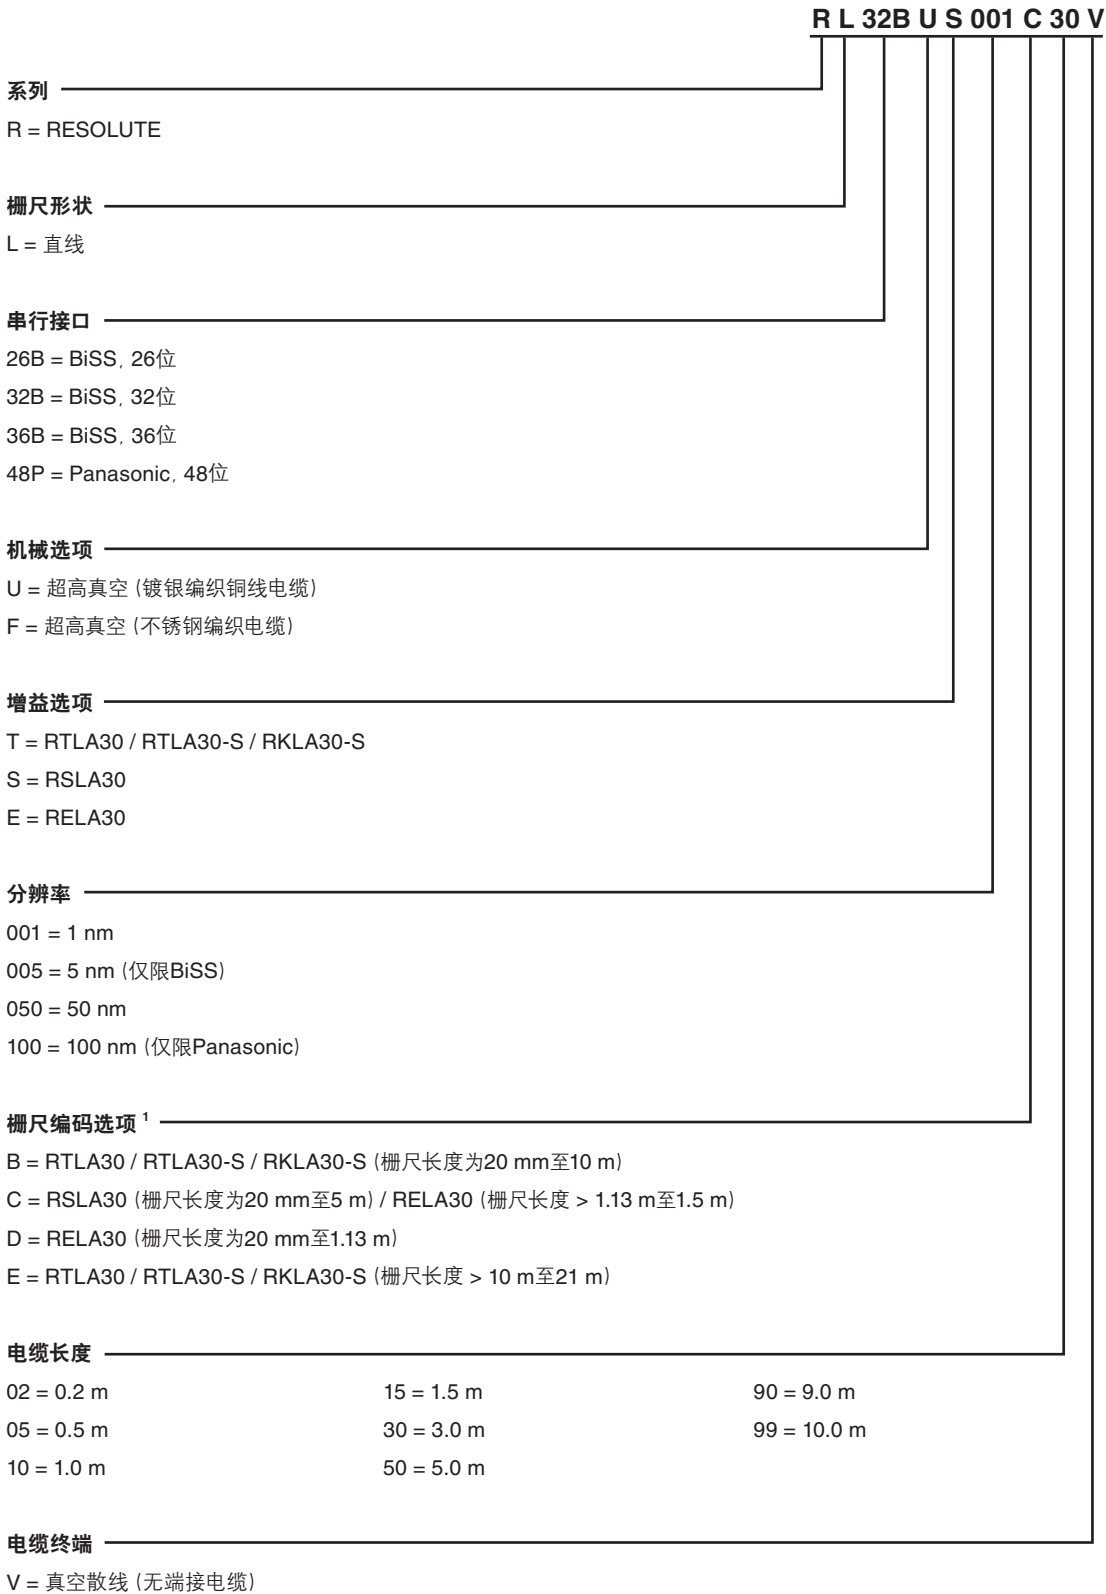 R L 32B U S 001 C 30 V
系列
R = RESOLUTE
栅尺形状
L = 直线
串行接口
26B = BiSS, 26位
32B = BiSS, 32位
36B = BiSS, 36位
48P = Panasonic, 48位
机械选项
U = 超高真空 (镀银编织铜线电缆)
F = 超高真空 (不锈钢编织电缆)
增益选项
T = RTLA30 / RTLA30-S / RKLA30-S
S = RSLA30
E = RELA30
分辨率
001 = 1 nm
005 = 5 nm (仅限BiSS)
050 = 50 nm
100 = 100 nm (仅限Panasonic)
栅尺编码选项 1
B = RTLA30 / RTLA30-S / RKLA30-S (栅尺长度为20 mm至10 m)
C = RSLA30 (栅尺长度为20 mm至5 m) / RELA30 (栅尺长度 > 1.13 m至1.5 m)
D = RELA30 (栅尺长度为20 mm至1.13 m)
E = RTLA30 / RTLA30-S / RKLA30-S (栅尺长度 > 10 m至21 m)
电缆长度
02 = 0.2 m 15 = 1.5 m 90 = 9.0 m
05 = 0.5 m 30 = 3.0 m 99 = 10.0 m
10 = 1.0 m 50 = 5.0 m
电缆终端
V = 真空散线 (无端接电缆)